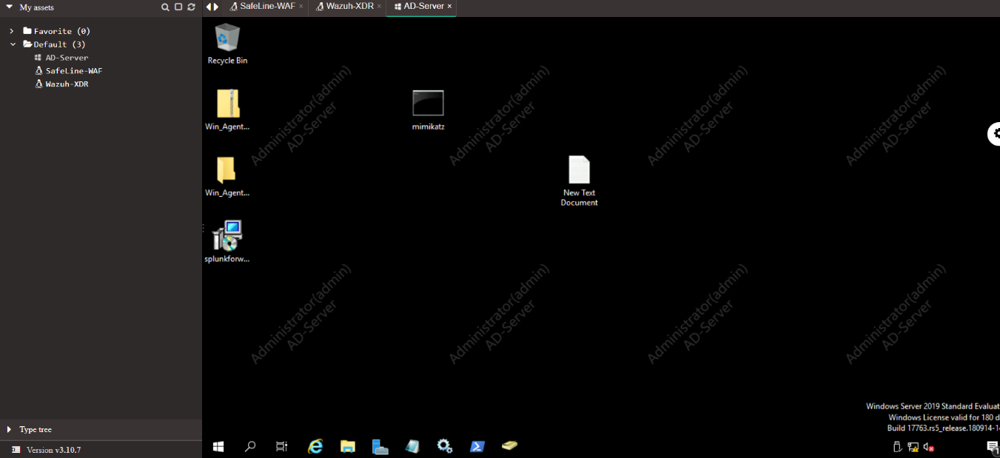 My assets
SafeLine-WAF ×
Wazuh-XDR ×
AD-Server ×
Favorite (0)
Default (3)
AD-Server
SafeLine-WAF
Wazuh-XDR
Recycle Bin
Win_Agent...
mimikatz
Win_Agent...
New Text
Document
splunkforw...
Administrator(admin)
AD-Server
Administrator(admin)
AD-Server
Administrator(admin)
AD-Server
Administrator(admin)
AD-Server
Administrator(admin)
AD-Server
Administrator(admin)
AD-Server
Administrator(admin)
AD-Server
Administrator(admin)
AD-Server
Windows Server 2019 Standard Evaluat
Windows License valid for 180 d
Build 17763.rs5_release.180914-1
Type tree
Version v3.10.7
1